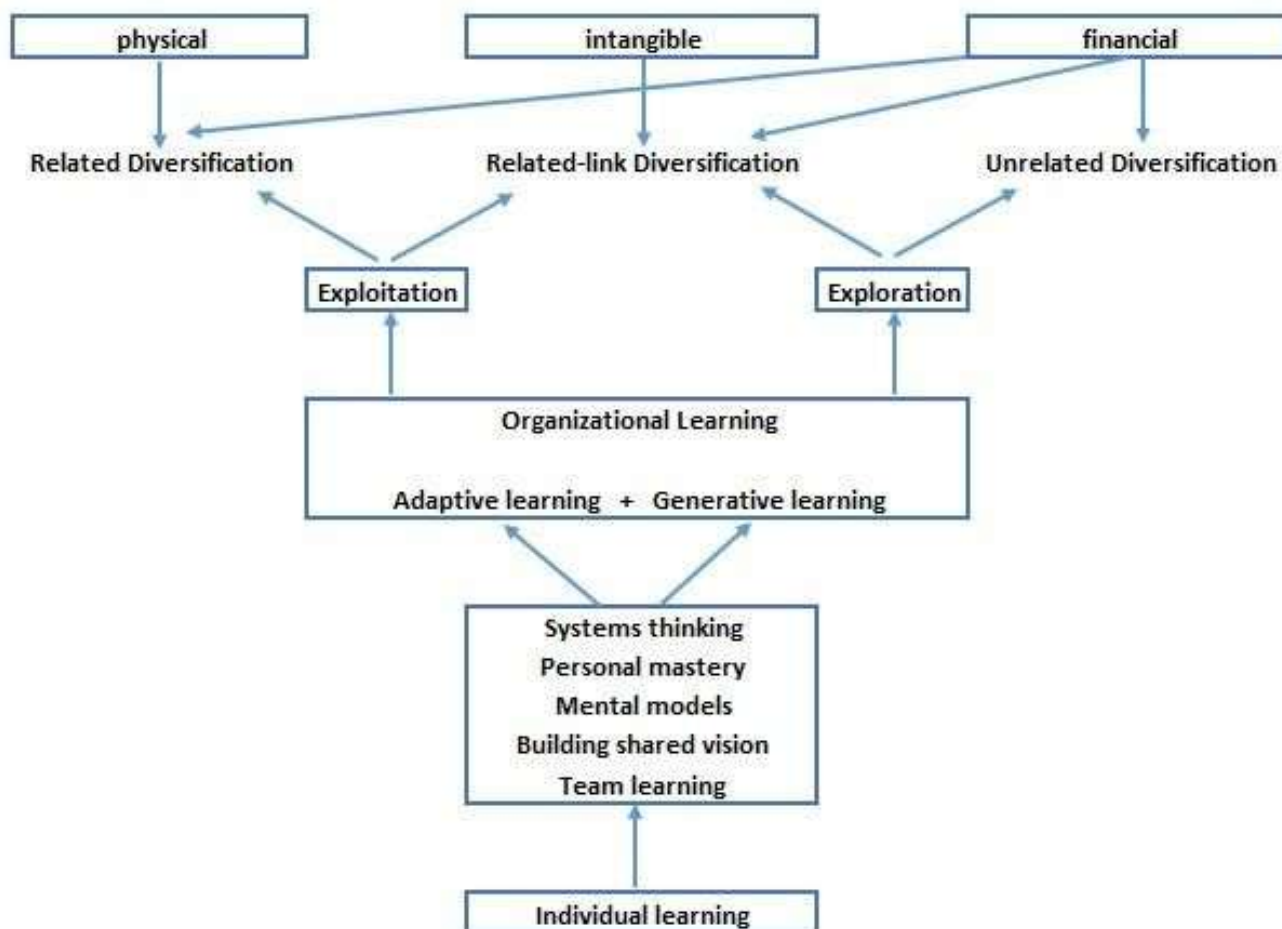 physical
intangible
financial
Related Diversification
Related-link Diversification
Unrelated Diversification
Exploitation
Exploration
Organizational Learning
Adaptive learning + Generative learning
Systems thinking
Personal mastery
Mental models
Building shared vision
Team learning
Individual learning